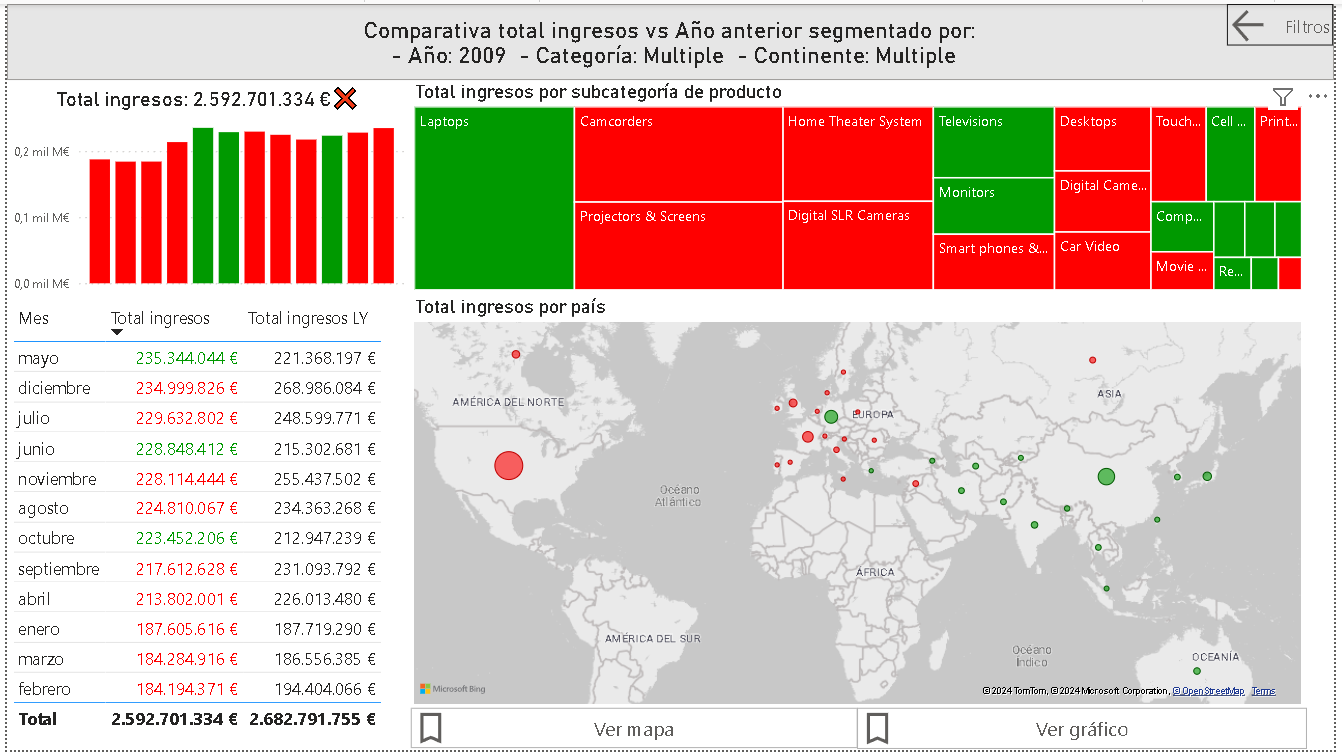 Comparativa total ingresos vs Año anterior segmentado por:
- Año: 2009 - Categoría: Multiple - Continente: Multiple
Filtros
Total ingresos: 2.592.701.334 €
0,2 mil M€
0,1 mil M€
0,0 mil M€
Mes Total ingresos Total ingresos LY
mayo 235.344.044 € 221.368.197 €
diciembre 234.999.826 € 268.986.084 €
julio 229.632.802 € 248.599.771 €
junio 228.848.412 € 215.302.681 €
noviembre 228.114.444 € 255.437.502 €
agosto 224.810.067 € 234.363.268 €
octubre 223.452.206 € 212.947.239 €
septiembre 217.612.628 € 231.093.792 €
abril 213.802.001 € 226.013.480 €
enero 187.605.616 € 187.719.290 €
marzo 184.284.916 € 186.556.385 €
febrero 184.194.371 € 194.404.066 €
Total 2.592.701.334 € 2.682.791.755 €
Total ingresos por subcategoría de producto
Laptops
Camcorders
Projectors & Screens
Home Theater System
Digital SLR Cameras
Televisions
Monitors
Smart phones &...
Desktops
Digital Came...
Car Video
Touch...
Cell ...
Print...
Comp...
Movie ...
Re...
Total ingresos por país
AMÉRICA DEL NORTE
EUROPA
ASIA
Océano
Atlántico
ÁFRICA
AMÉRICA DEL SUR
Océano
Índico
OCEANÍA
Microsoft Bing
© 2024 TomTom, © 2024 Microsoft Corporation, © OpenStreetMap Terms
Ver mapa
Ver gráfico